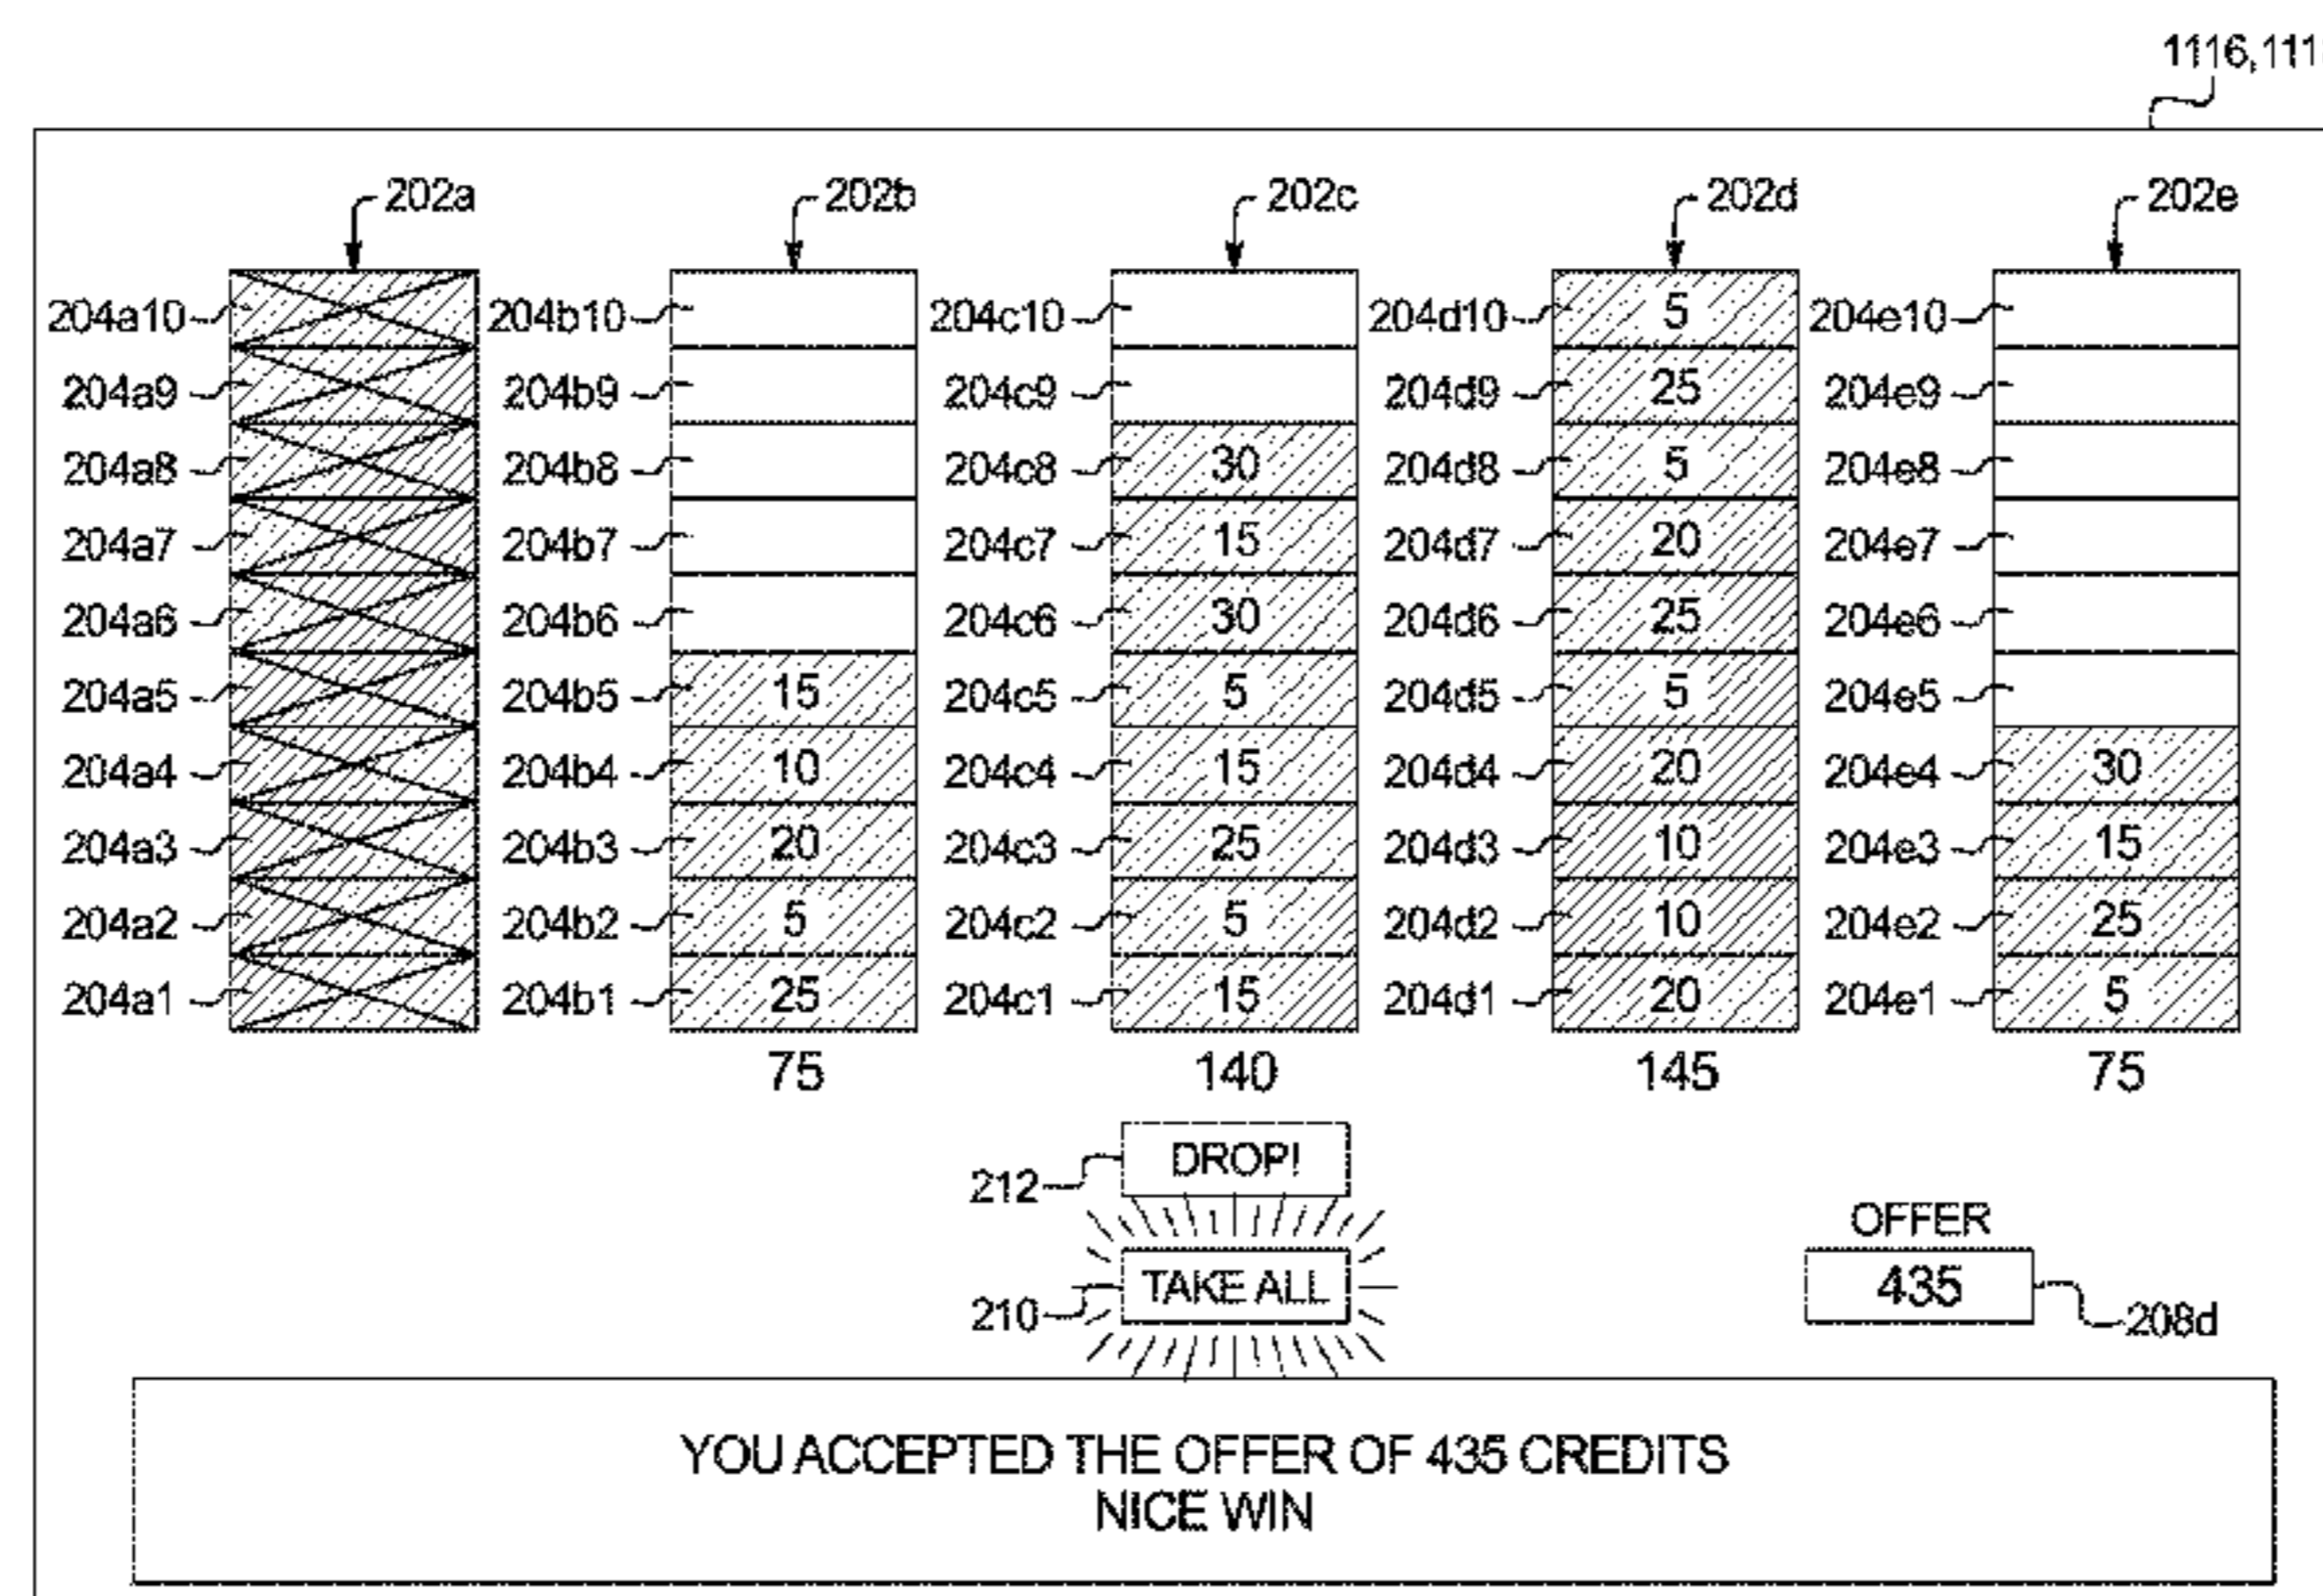 1116,111
202a 202b 202c 202d 202e
204a10 204b10 204c10 204d10 5 204e10
204a9 204b9 204c9 204d9 25 204e9
204a8 204b8 204c8 30 204d8 5 204e8
204a7 204b7 204c7 15 204d7 20 204e7
204a6 204b6 204c6 30 204d6 25 204e6
204a5 204b5 15 204c5 5 204d5 5 204e5
204a4 204b4 10 204c4 15 204d4 20 204e4 30
204a3 204b3 20 204c3 25 204d3 10 204e3 15
204a2 204b2 5 204c2 5 204d2 10 204e2 25
204a1 204b1 25 204c1 15 204d1 20 204e1 5
75 140 145 75
212 DROP!
OFFER
210 TAKE ALL 435 208d
YOU ACCEPTED THE OFFER OF 435 CREDITS
NICE WIN